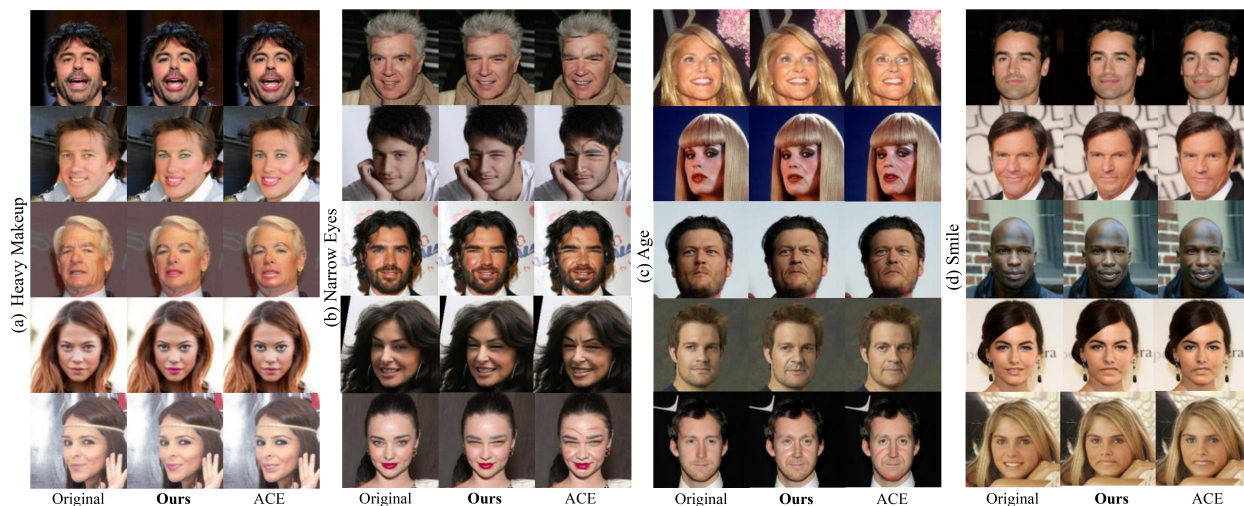 (a) Heavy Makeup
(b) Narrow Eyes
(c) Age
(d) Smile
Original Ours ACE
Original Ours ACE
Original Ours ACE
Original Ours ACE